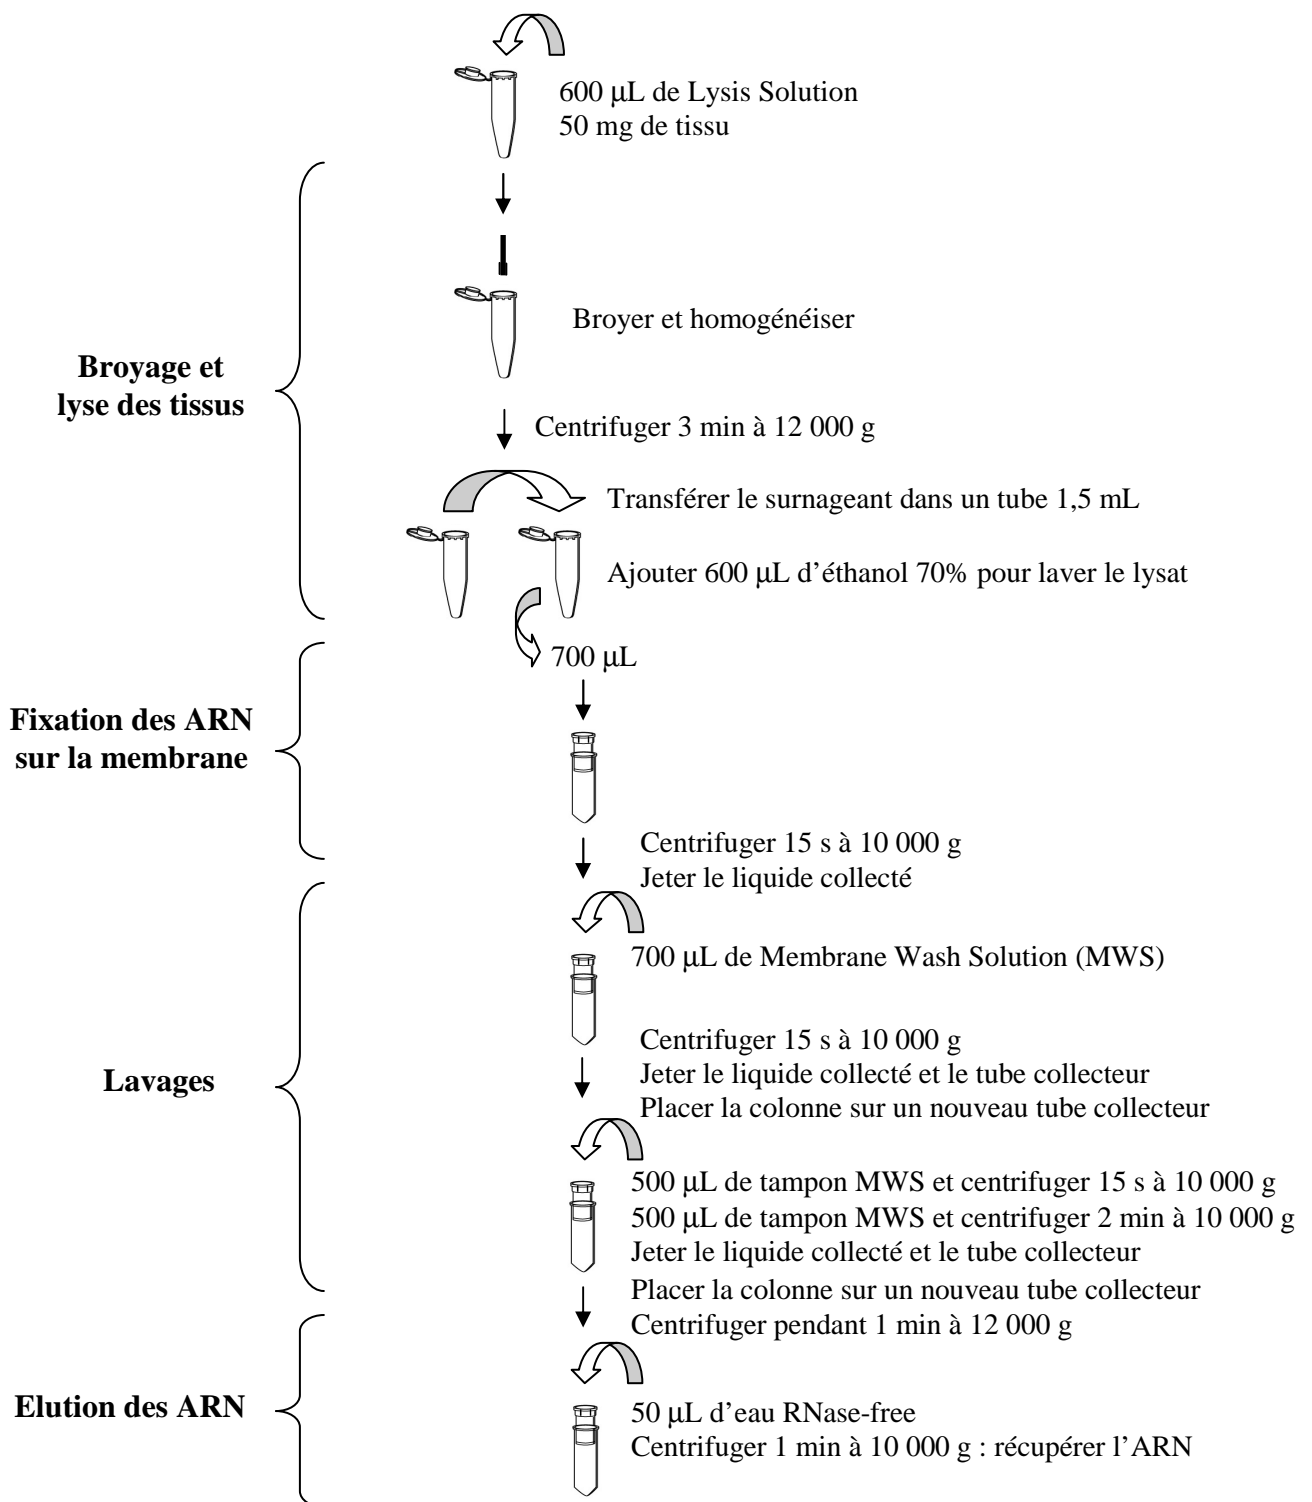 600 µL de Lysis Solution
50 mg de tissu
Broyer et homogénéiser
Broyage et
lyse des tissus
Centrifuger 3 min à 12 000 g
Transférer le surnageant dans un tube 1,5 mL
Ajouter 600 µL d’éthanol 70% pour laver le lysat
700 µL
Fixation des ARN
sur la membrane
Centrifuger 15 s à 10 000 g
Jeter le liquide collecté
700 µL de Membrane Wash Solution (MWS)
Lavages
Centrifuger 15 s à 10 000 g
Jeter le liquide collecté et le tube collecteur
Placer la colonne sur un nouveau tube collecteur
500 µL de tampon MWS et centrifuger 15 s à 10 000 g
500 µL de tampon MWS et centrifuger 2 min à 10 000 g
Jeter le liquide collecté et le tube collecteur
Placer la colonne sur un nouveau tube collecteur
Centrifuger pendant 1 min à 12 000 g
Elution des ARN
50 µL d’eau RNase-free
Centrifuger 1 min à 10 000 g : récupérer l’ARN